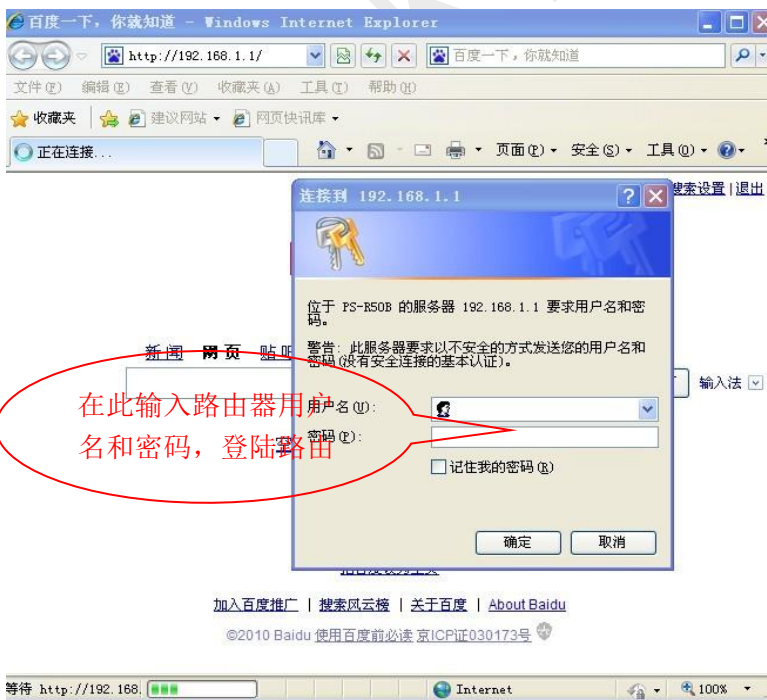 百度一下，你就知道 - Windows Internet Explorer
http://192.168.1.1/
百度一下，你就知道
文件(F) 编辑(E) 查看(V) 收藏夹(A) 工具(T) 帮助(H)
收藏夹 建议网站 网页快讯库
正在连接...
页面(P) 安全(S) 工具(O)
连接到 192.168.1.1
搜索设置 | 退出
位于 PS-R50B 的服务器 192.168.1.1 要求用户名和密
码。
警告: 此服务器要求以不安全的方式发送您的用户名和
密码(没有安全连接的基本认证)。
新闻 网页 贴吧
输入法
在此输入路由器用户
名和密码，登陆路由
用户名(U):
密码(P):
记住我的密码(R)
确定 取消
加入百度推广 | 搜索风云榜 | 关于百度 | About Baidu
©2010 Baidu 使用百度前必读 京ICP证030173号
等待 http://192.168.
Internet
100%